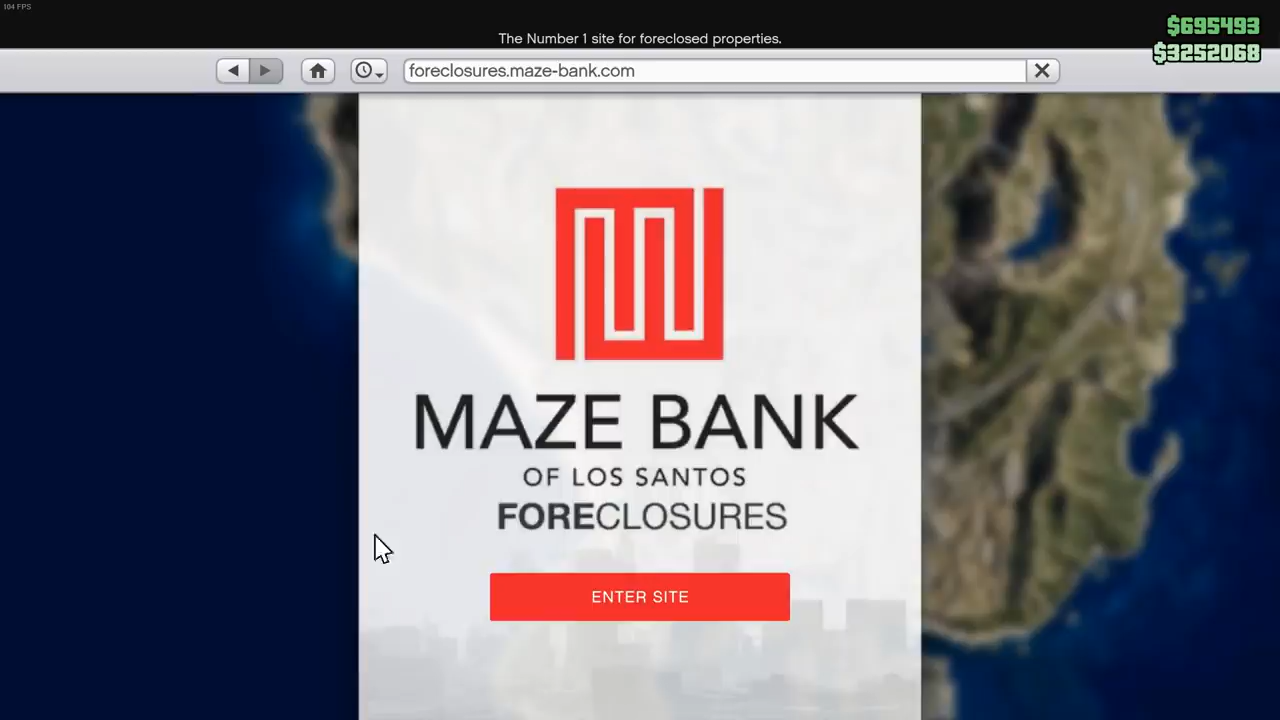 104 FPS
$695493
The Number 1 site for foreclosed properties.
$3252068
foreclosures.maze-bank.com
MAZE BANK
OF LOS SANTOS
FORECLOSURES
ENTER SITE